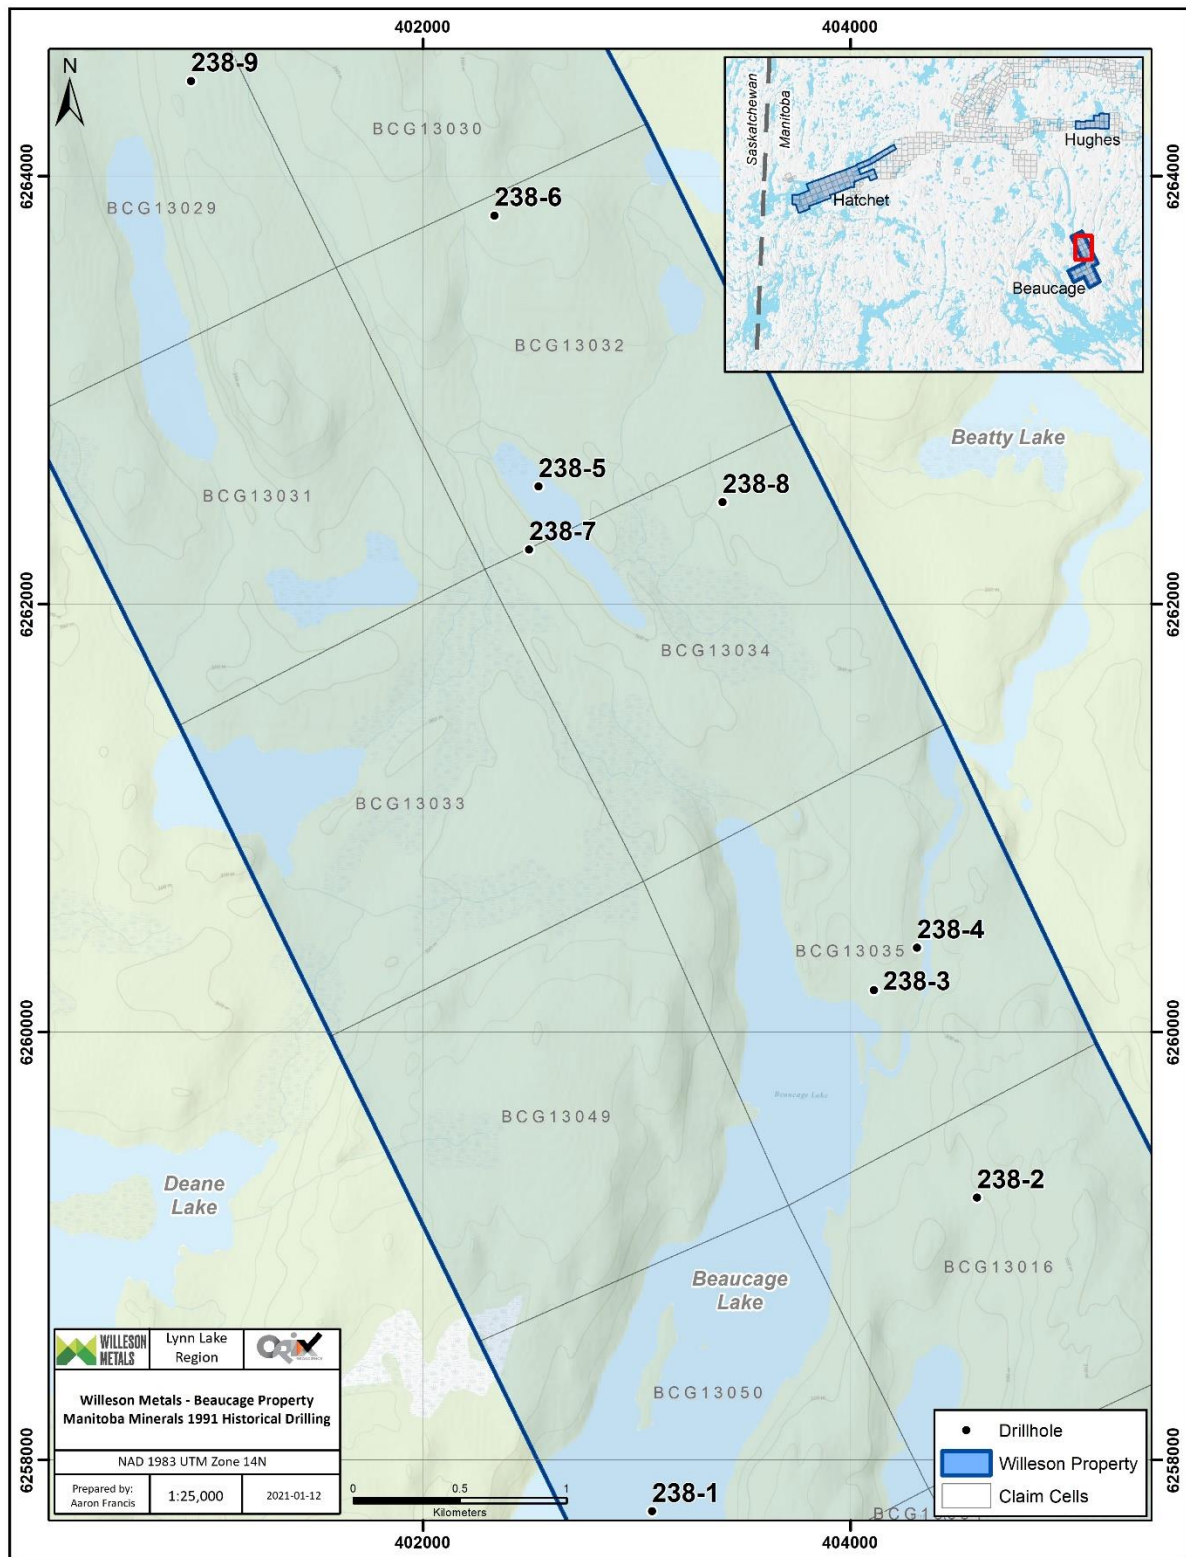 402000
404000
N
238-9
BCG13030
Saskatchewan
Manitoba
Hughes
Hatchet
Beaucage
6264000
6264000
BCG13029
238-6
BCG13032
Beatty Lake
238-5
238-8
BCG13031
238-7
6262000
6262000
BCG13034
BCG13033
238-4
BCG13035
238-3
6260000
6260000
Beaucage Lake
BCG13049
Deane
Lake
238-2
BCG13016
Beaucage
Lake
WILLESON
METALS
Lynn Lake
Region
ORIX
BCG13050
Willeson Metals - Beaucage Property
Manitoba Minerals 1991 Historical Drilling
NAD 1983 UTM Zone 14N
Prepared by:
Aaron Francis
1:25,000
2021-01-12
0 0.5 1
Kilometers
238-1
Drillhole
Willeson Property
Claim Cells
6258000
6258000
402000
404000